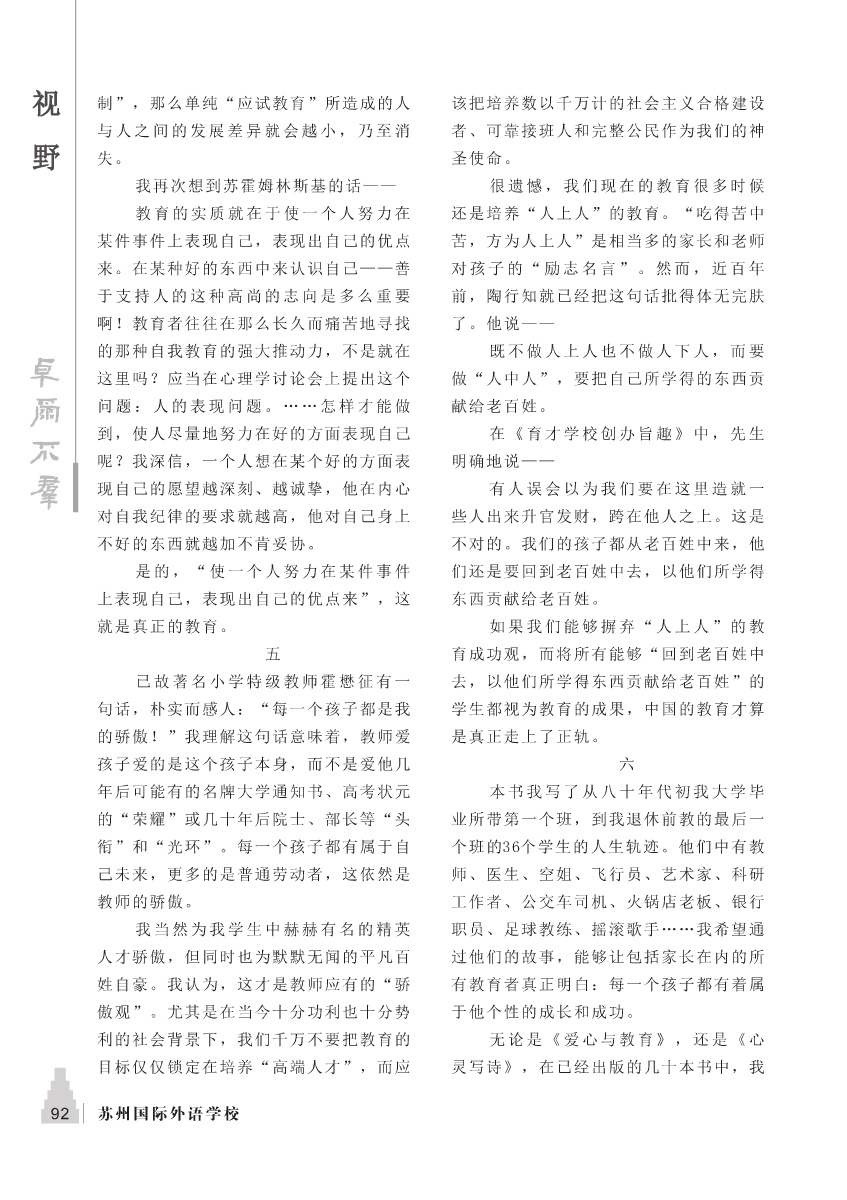 视
野
卓尔不群
制”，那么单纯“应试教育”所造成的人
与人之间的发展差异就会越小，乃至消
失。
我再次想到苏霍姆林斯基的话——
教育的实质就在于使一个人努力在
某件事件上表现自己，表现出自己的优点
来。在某种好的东西中来认识自己——善
于支持人的这种高尚的志向是多么重要
啊！教育者往往在那么长久而痛苦地寻找
的那种自我教育的强大推动力，不是就在
这里吗？应当在心理学讨论会上提出这个
问题：人的表现问题。……怎样才能做
到，使人尽量地努力在好的方面表现自己
呢？我深信，一个人想在某个好的方面表
现自己的愿望越深刻、越诚挚，他在内心
对自我纪律的要求就越高，他对自己身上
不好的东西就越加不肯妥协。
是的，“使一个人努力在某件事件
上表现自己，表现出自己的优点来”，这
就是真正的教育。
五
已故著名小学特级教师霍懋征有一
句话，朴实而感人：“每一个孩子都是我
的骄傲！”我理解这句话意味着，教师爱
孩子爱的是这个孩子本身，而不是爱他几
年后可能有的名牌大学通知书、高考状元
的“荣耀”或几十年后院士、部长等“头
衔”和“光环”。每一个孩子都有属于自
己未来，更多的是普通劳动者，这依然是
教师的骄傲。
我当然为我学生中赫赫有名的精英
人才骄傲，但同时也为默默无闻的平凡百
姓自豪。我认为，这才是教师应有的“骄
傲观”。尤其是在当今十分功利也十分势
利的社会背景下，我们千万不要把教育的
目标仅仅锁定在培养“高端人才”，而应
该把培养数以千万计的社会主义合格建设
者、可靠接班人和完整公民作为我们的神
圣使命。
很遗憾，我们现在的教育很多时候
还是培养“人上人”的教育。“吃得苦中
苦，方为人上人”是相当多的家长和老师
对孩子的“励志名言”。然而，近百年
前，陶行知就已经把这句话批得体无完肤
了。他说——
既不做人上人也不做人下人，而要
做“人中人”，要把自己所学得的东西贡
献给老百姓。
在《育才学校创办旨趣》中，先生
明确地说——
有人误会以为我们要在这里造就一
些人出来升官发财，跨在他人之上。这是
不对的。我们的孩子都从老百姓中来，他
们还是要回到老百姓中去，以他们所学得
东西贡献给老百姓。
如果我们能够摒弃“人上人”的教
育成功观，而将所有能够“回到老百姓中
去，以他们所学得东西贡献给老百姓”的
学生都视为教育的成果，中国的教育才算
是真正走上了正轨。
六
本书我写了从八十年代初我大学毕
业所带第一个班，到我退休前教的最后一
个班的36个学生的人生轨迹。他们中有教
师、医生、空姐、飞行员、艺术家、科研
工作者、公交车司机、火锅店老板、银行
职员、足球教练、摇滚歌手……我希望通
过他们的故事，能够让包括家长在内的所
有教育者真正明白：每一个孩子都有着属
于他个性的成长和成功。
无论是《爱心与教育》，还是《心
灵写诗》，在已经出版的几十本书中，我
92
苏州国际外语学校